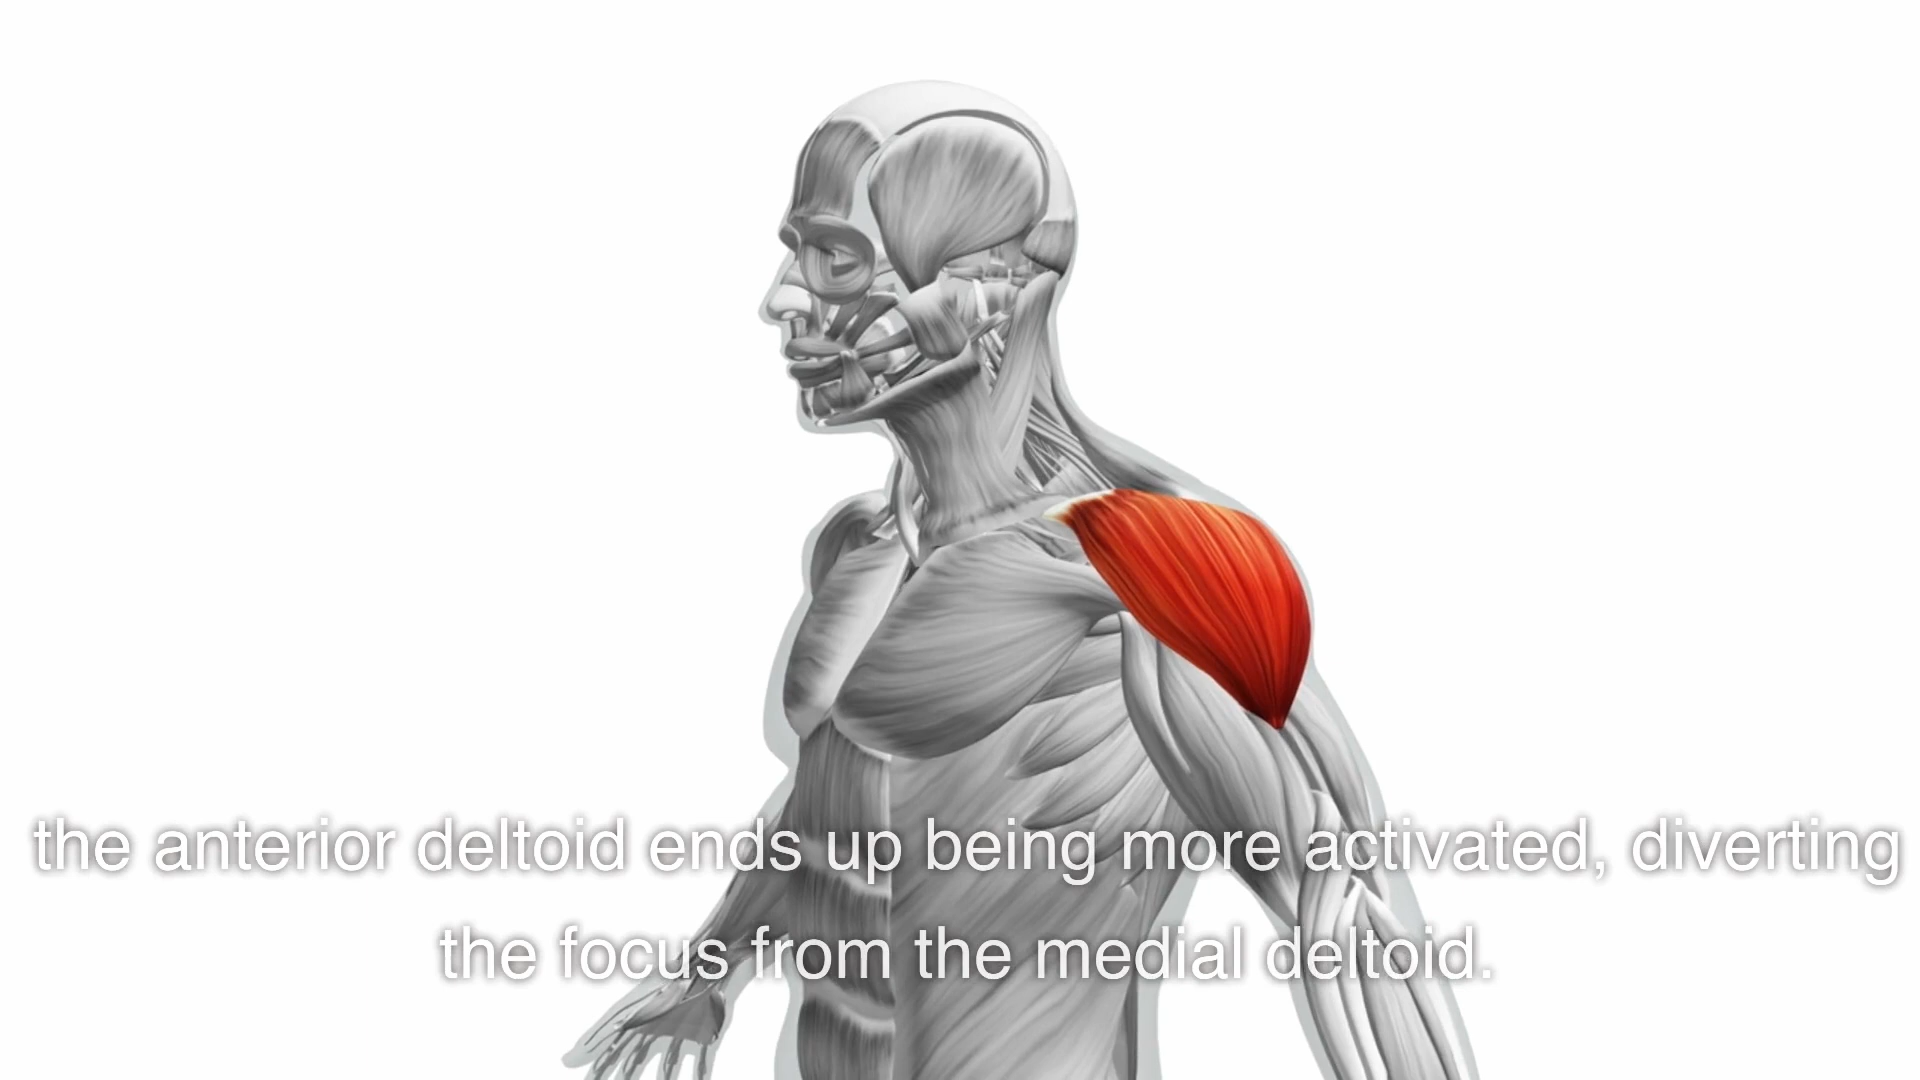 the anterior deltoid ends up being more activated, diverting
the focus from the medial deltoid.